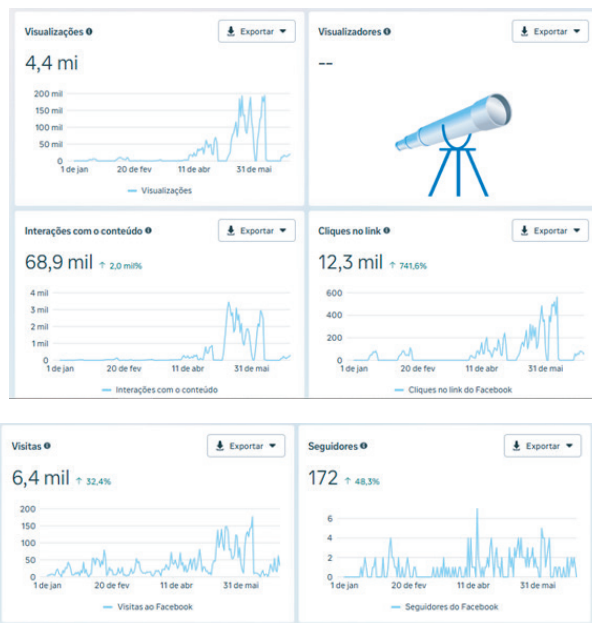 Visualizações
Exportar
4,4 mi
200 mil
150 mil
100 mil
50 mil
0
1 de jan 20 de fev 11 de abr 31 de mai
Visualizações
Visualizadores
Exportar
--
Interações com o conteúdo
Exportar
68,9 mil ↑ 2,0 mil%
4 mil
3 mil
2 mil
1 mil
0
1 de jan 20 de fev 11 de abr 31 de mai
Interações com o conteúdo
Cliques no link
Exportar
12,3 mil ↑ 741,6%
600
400
200
0
1 de jan 20 de fev 11 de abr 31 de mai
Cliques no link do Facebook
Visitas
Exportar
6,4 mil ↑ 32,4%
200
150
100
50
0
1 de jan 20 de fev 11 de abr 31 de mai
Visitas ao Facebook
Seguidores
Exportar
172 ↑ 48,3%
6
4
2
0
1 de jan 20 de fev 11 de abr 31 de mai
Seguidores do Facebook